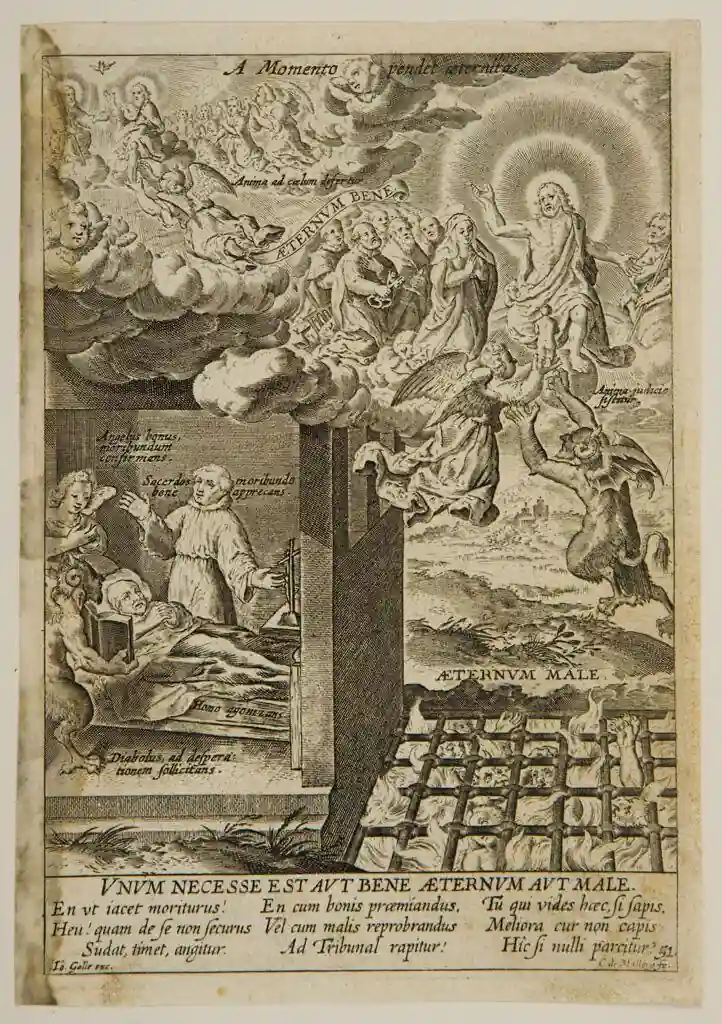 A Momento pendet æternitas.
Anima ad cœlum defertur
ÆTERNVM BENE
Anima judicio
sistitur.
Angelus bonus,
moribundum
confirmans.
Sacerdos moribundo
bene apprecans
ÆTERNVM MALE.
Homo agonizans
Diabolus, ad despera:
tionem sollicitans.
VNVM NECESSE EST AVT BENE ÆTERNVM AVT MALE.
En vt iacet moriturus!
Heu! quam de se non securus
Sudat, timet, angitur.
En cum bonis præmiandus,
Vel cum malis reprobrandus
Ad Tribunal rapitur!
Tu qui vides hæc, si sapis,
Meliora cur non capis
Hic si nulli parcitur?
51
Io. Galle exc.
C. de Mallery fe.